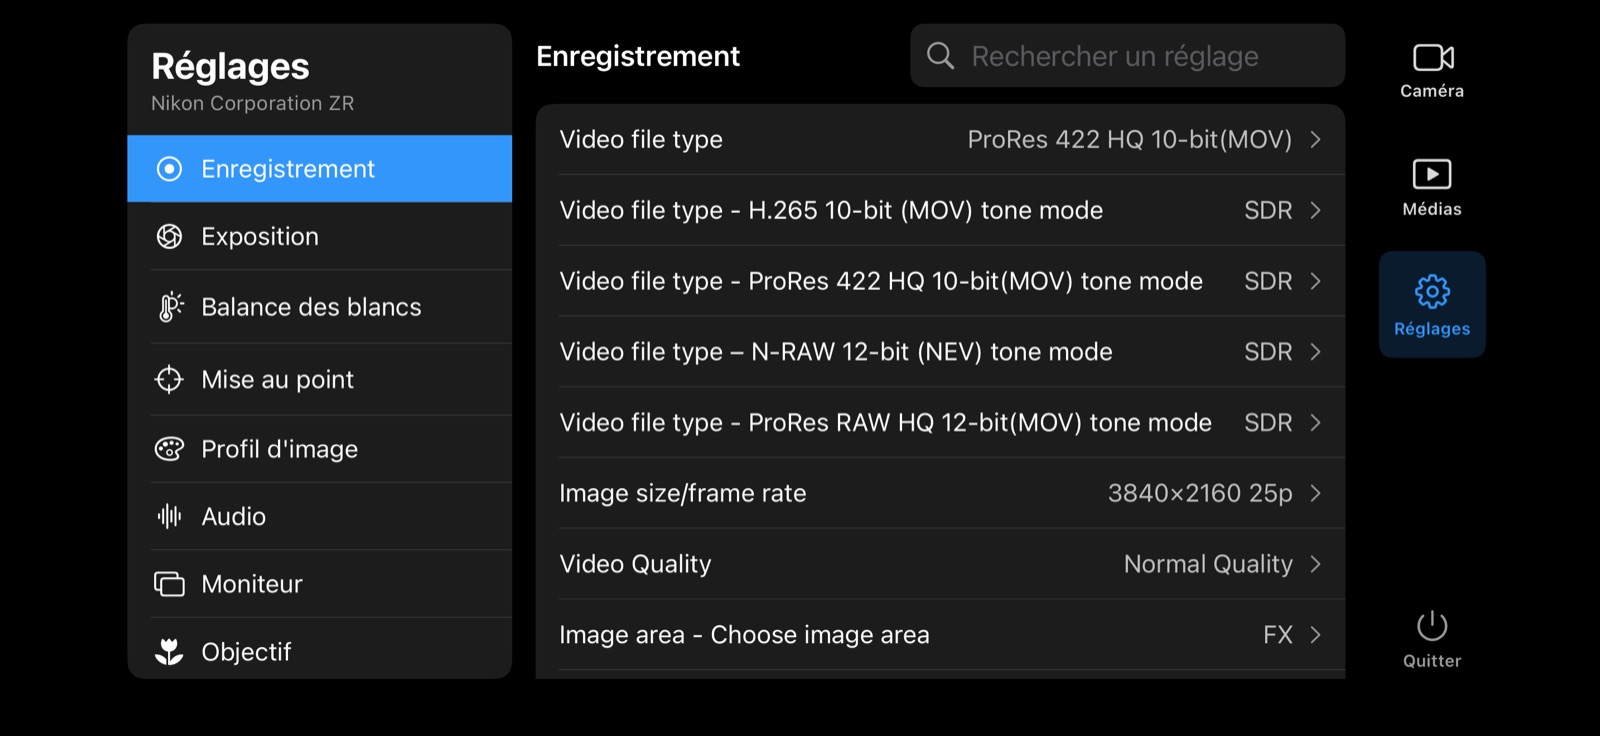 Réglages
Nikon Corporation ZR
Enregistrement
Exposition
Balance des blancs
Mise au point
Profil d'image
Audio
Moniteur
Objectif
Enregistrement
Rechercher un réglage
Video file type ProRes 422 HQ 10-bit(MOV)
Video file type - H.265 10-bit (MOV) tone mode SDR
Video file type - ProRes 422 HQ 10-bit(MOV) tone mode SDR
Video file type – N-RAW 12-bit (NEV) tone mode SDR
Video file type - ProRes RAW HQ 12-bit(MOV) tone mode SDR
Image size/frame rate 3840×2160 25p
Video Quality Normal Quality
Image area - Choose image area FX
Caméra
Médias
Réglages
Quitter